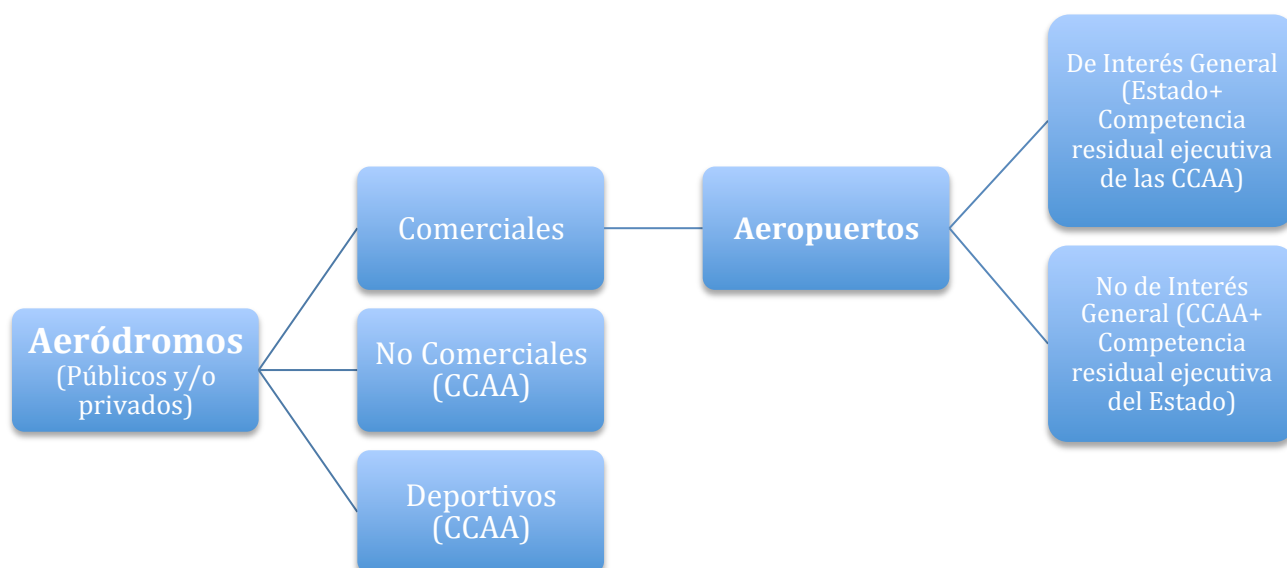 Aeródromos
(Públicos y/o
privados)
Comerciales
No Comerciales
(CCAA)
Deportivos
(CCAA)
Aeropuertos
De Interés General
(Estado+
Competencia
residual ejecutiva
de las CCAA)
No de Interés
General (CCAA+
Competencia
residual ejecutiva
del Estado)